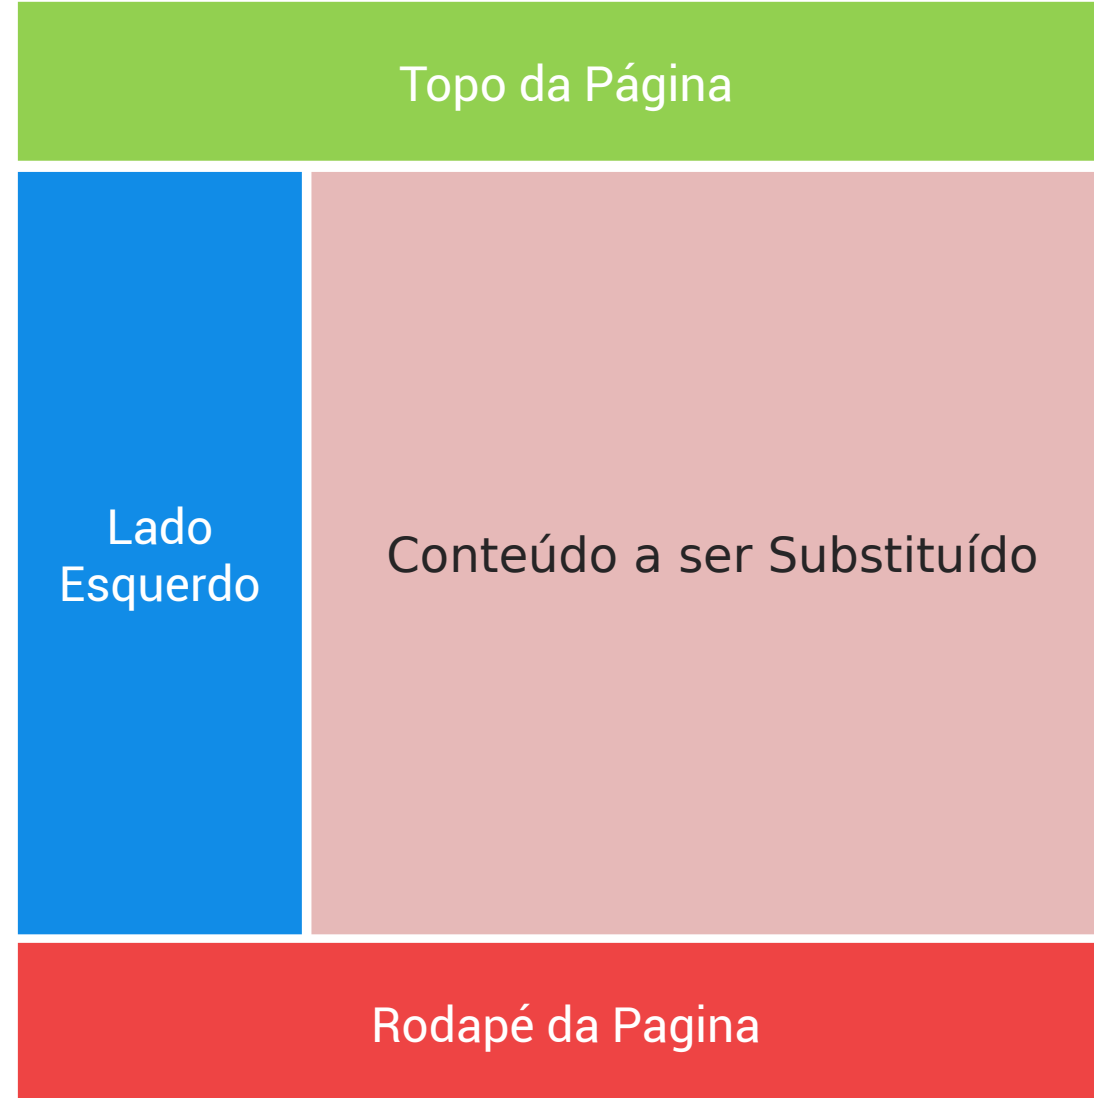 Topo da Página
Lado
Esquerdo
Conteúdo a ser Substituído
Rodapé da Pagina